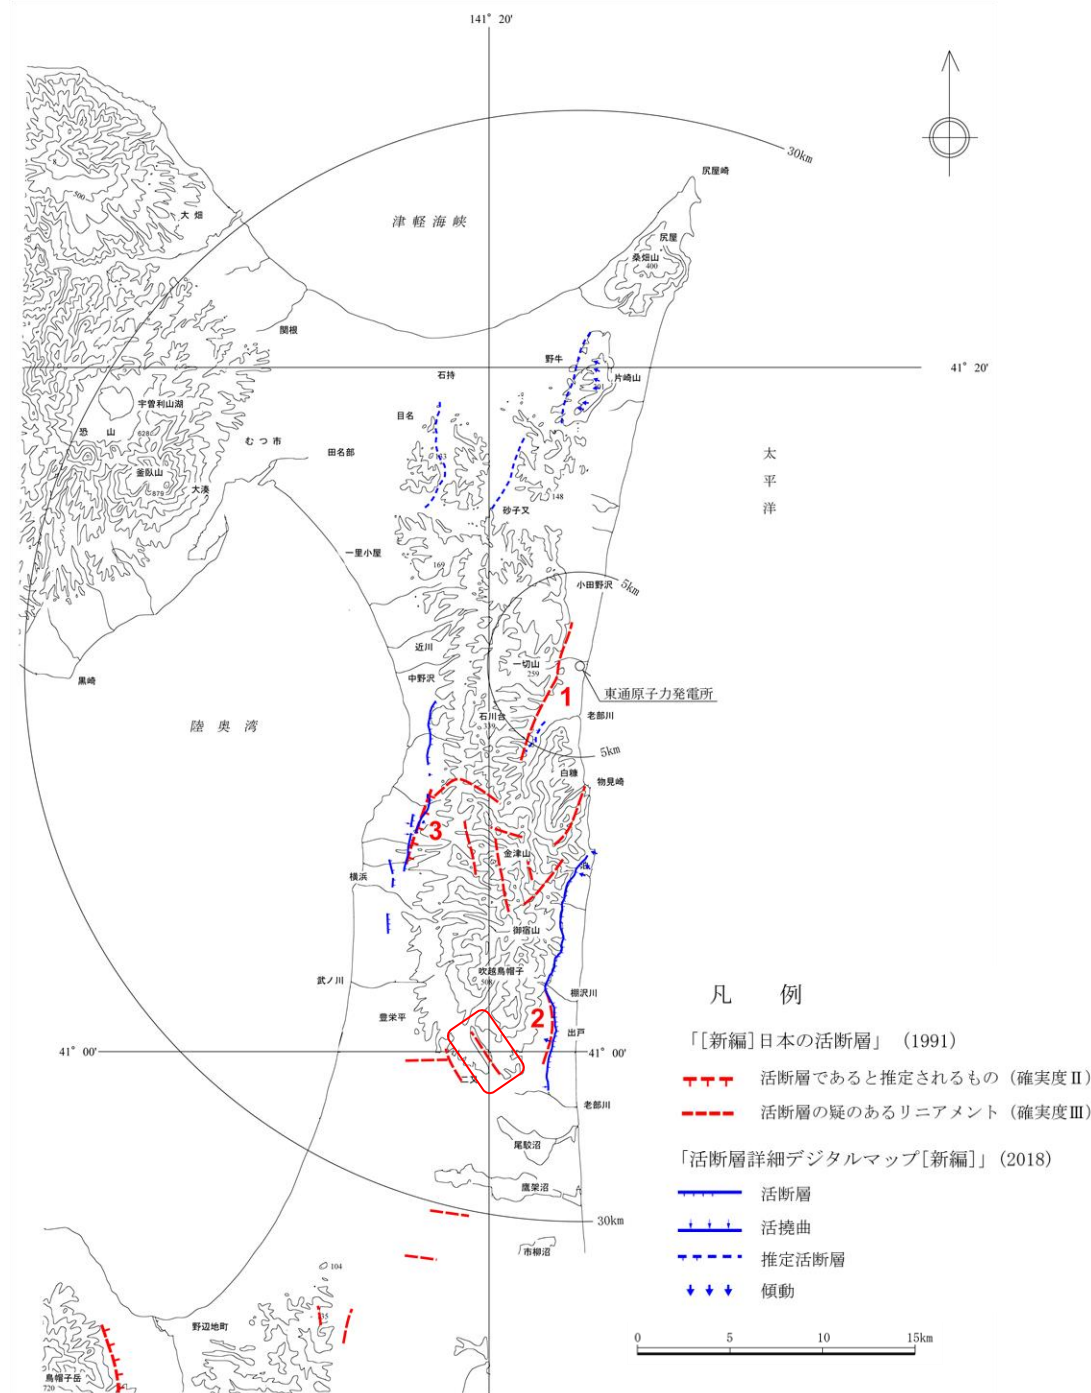 141° 20'
30km
尻屋崎
大畑
津軽海峡
尻屋
桑畑山
400
500
関根
野牛
41° 20'
石持
片崎山
宇曽利山湖
目名
恐山
628
むつ市
田名部
太平洋
釜臥山
879
大湊
148
砂子又
一里小屋
169
小田野沢
5km
近川
一切山
259
中野沢
黒崎
1
東通原子力発電所
石川台
老部川
陸奥湾
5km
白糠
物見崎
3
金津山
泊
横浜
御宿山
吹越烏帽子
508
武ノ川
棚沢川
豊栄平
2
出戸
41° 00'
41° 00'
二又
老部川
尾駮沼
鷹架沼
30km
市柳沼
104
野辺地町
烏帽子岳
720
凡例
「[新編]日本の活断層」（1991）
活断層であると推定されるもの（確実度Ⅱ）
活断層の疑のあるリニアメント（確実度Ⅲ）
「活断層詳細デジタルマップ[新編]」(2018)
活断層
活撓曲
推定活断層
傾動
0 5 10 15km